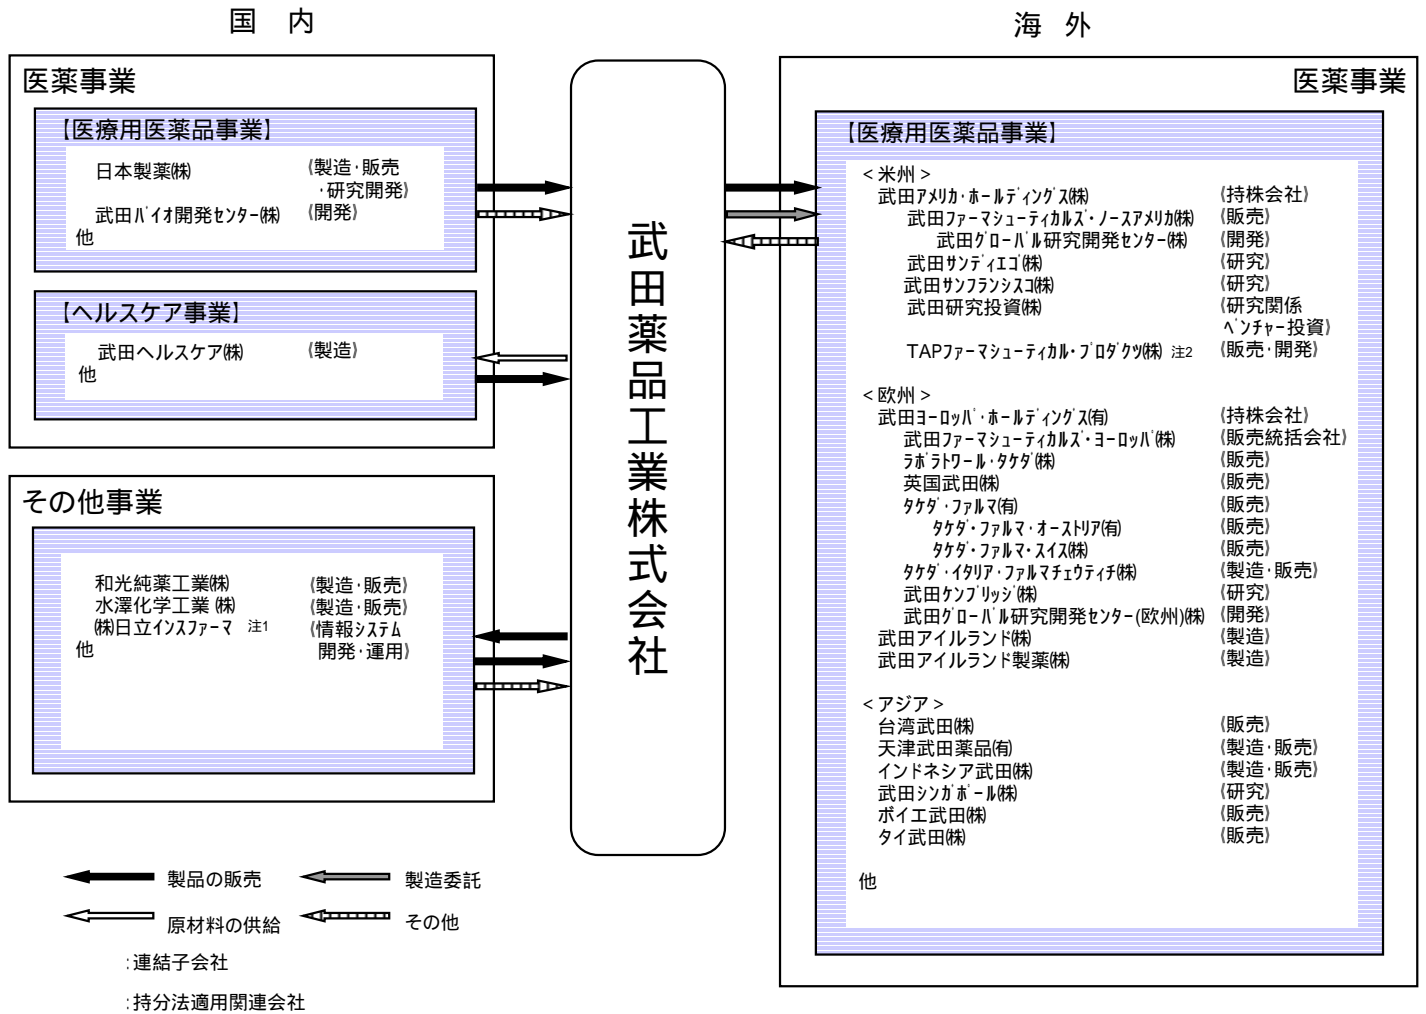 国 内
医薬事業
【医療用医薬品事業】
日本製薬㈱ (製造・販売
・研究開発)
武田バイオ開発センター㈱ (開発)
他
【ヘルスケア事業】
武田ヘルスケア㈱ (製造)
他
その他事業
和光純薬工業㈱ (製造・販売)
水澤化学工業 ㈱ (製造・販売)
㈱日立インスファーマ 注1 (情報システム
開発・運用)
他
武田薬品工業株式会社
海 外
医薬事業
【医療用医薬品事業】
<米州>
武田アメリカ・ホールディングス㈱ (持株会社)
武田ファーマシューティカルズ・ノースアメリカ㈱ (販売)
武田グローバル研究開発センター㈱ (開発)
武田サンディエゴ㈱ (研究)
武田サンフランシスコ㈱ (研究)
武田研究投資㈱ (研究関係
ベンチャー投資)
TAPファーマシューティカル・プロダクツ㈱ 注2 (販売・開発)
<欧州>
武田ヨーロッパ・ホールディングス㈲ (持株会社)
武田ファーマシューティカルズ・ヨーロッパ㈱ (販売統括会社)
ラボラトワール・タケダ㈱ (販売)
英国武田㈱ (販売)
タケダ・ファルマ㈲ (販売)
タケダ・ファルマ・オーストリア㈲ (販売)
タケダ・ファルマ・スイス㈱ (販売)
タケダ・イタリア・ファルマチェウティチ㈱ (製造・販売)
武田ケンブリッジ㈱ (研究)
武田グローバル研究開発センター(欧州)㈱ (開発)
武田アイルランド㈱ (製造)
武田アイルランド製薬㈱ (製造)
<アジア>
台湾武田㈱ (販売)
天津武田薬品㈲ (製造・販売)
インドネシア武田㈱ (製造・販売)
武田シンガポール㈱ (研究)
ボイエ武田㈱ (販売)
タイ武田㈱ (販売)
他
製品の販売 製造委託
原材料の供給 その他
:連結子会社
:持分法適用関連会社